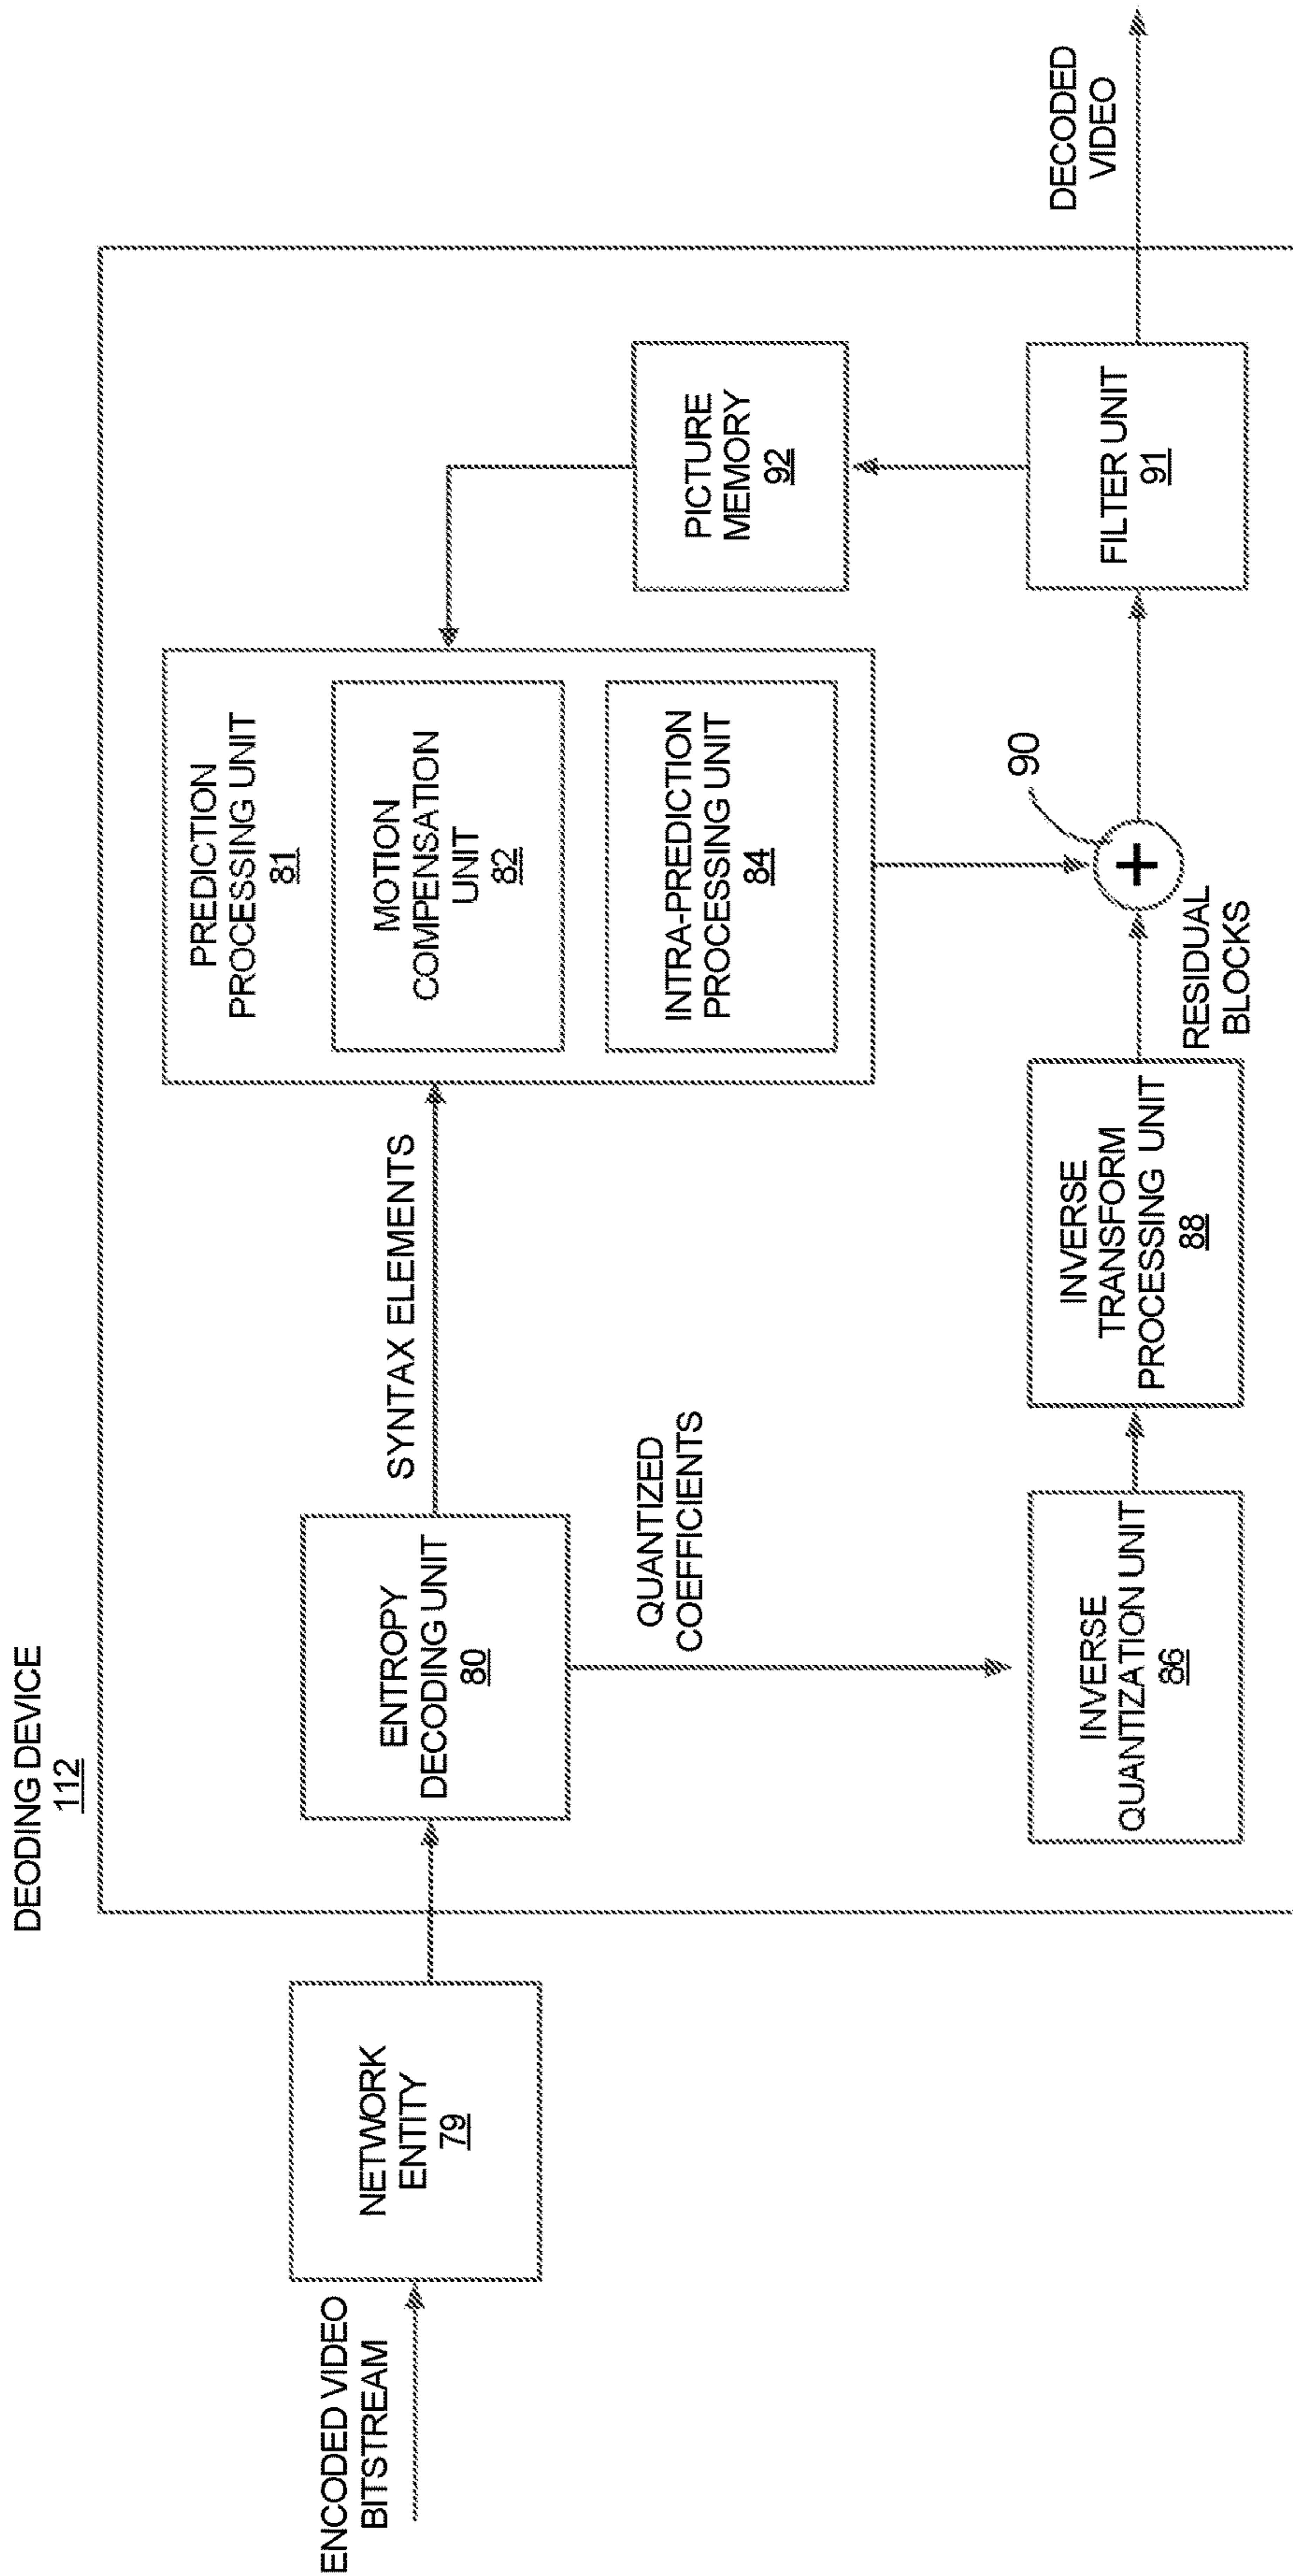 DEODING DEVICE
112
ENCODED VIDEO
BITSTREAM
NETWORK
ENTITY
79
ENTROPY
DECODING UNIT
80
SYNTAX ELEMENTS
QUANTIZED
COEFFICIENTS
PREDICTION
PROCESSING UNIT
81
MOTION
COMPENSATION
UNIT
82
INTRA-PREDICTION
PROCESSING UNIT
84
PICTURE
MEMORY
92
INVERSE
QUANTIZATION UNIT
86
INVERSE
TRANSFORM
PROCESSING UNIT
88
RESIDUAL
BLOCKS
90
+
FILTER UNIT
91
DECODED
VIDEO